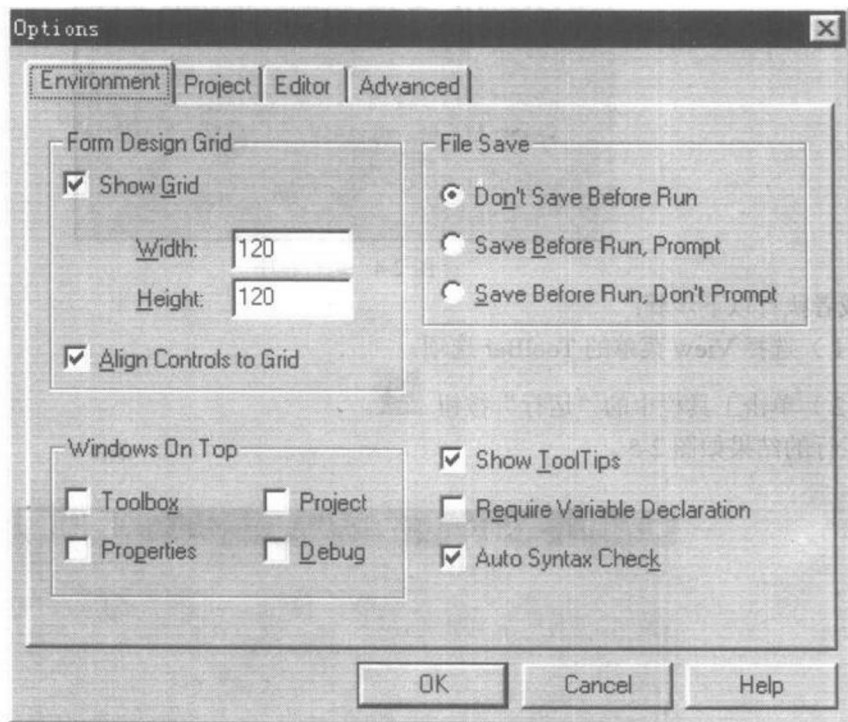 Options
Environment
Project
Editor
Advanced
Form Design Grid
Show Grid
Width: 120
Height: 120
Align Controls to Grid
File Save
Don't Save Before Run
Save Before Run, Prompt
Save Before Run, Don't Prompt
Windows On Top
Toolbox
Project
Properties
Debug
Show ToolTips
Require Variable Declaration
Auto Syntax Check
OK
Cancel
Help